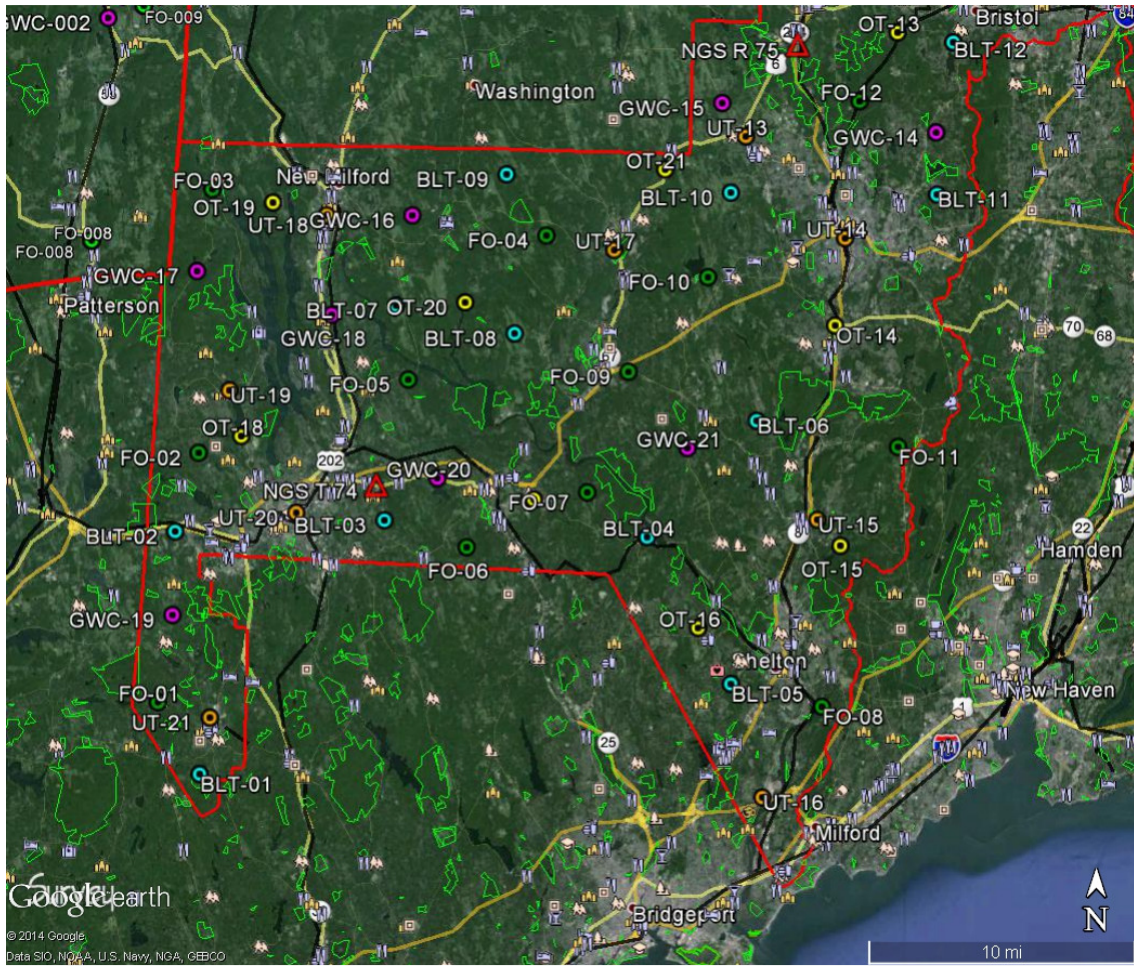 FO-009
GWC-002
OT-13
Bristol
84
NGS R 75
BLT-12
6
Washington
FO-12
GWC-15
UT-13
GWC-14
OT-21
New Milford
BLT-09
FO-03
BLT-10
BLT-11
OT-19
UT-18
GWC-16
FO-008
FO-008
FO-04
UT-17
UT-14
GWC-17
FO-10
Patterson
BLT-07
OT-20
GWC-18
BLT-08
OT-14
70
68
67
FO-05
FO-09
UT-19
BLT-06
OT-18
GWC-21
FO-02
202
FO-11
GWC-20
NGS T 74
FO-07
UT-20
BLT-03
UT-15
BLT-02
BLT-04
8
22
Hamden
FO-06
OT-15
GWC-19
OT-16
Shelton
BLT-05
FO-01
New Haven
UT-21
FO-08
1
25
BLT-01
UT-16
Milford
Google earth
Bridgeport
N
© 2014 Google
Data SIO, NOAA, U.S. Navy, NGA, GEBCO
10 mi